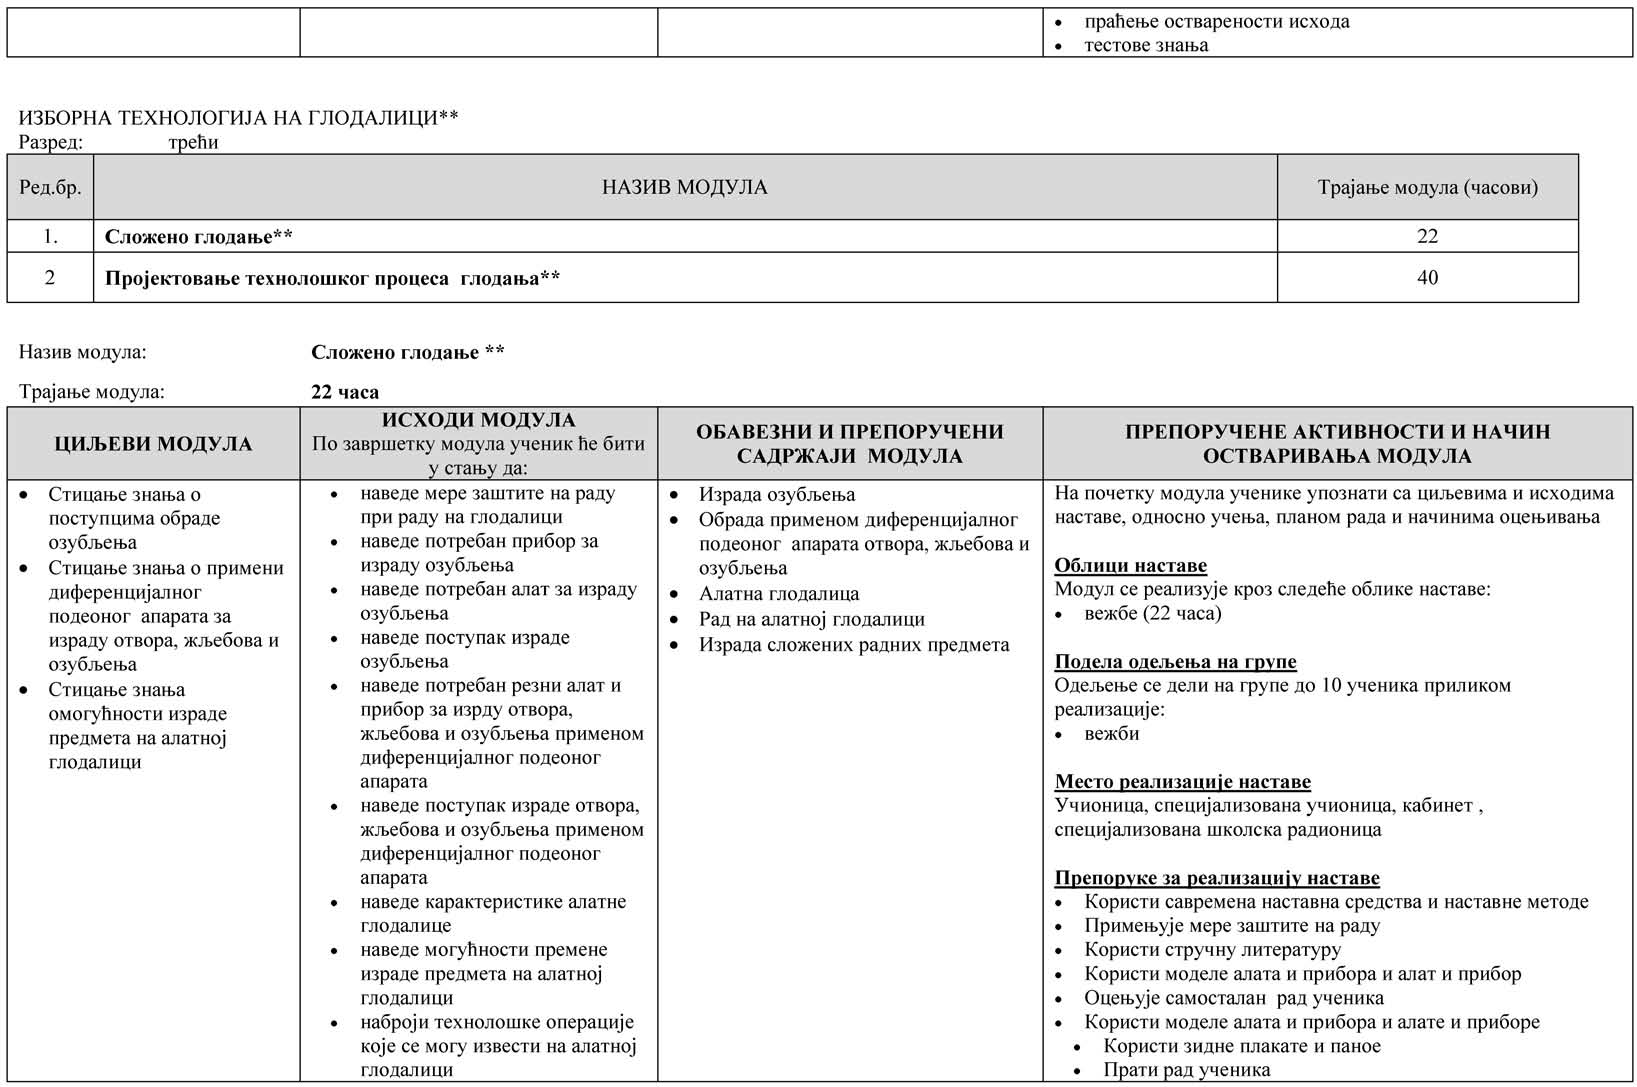 • праћење остварености исхода
• тестове знања
ИЗБОРНА ТЕХНОЛОГИЈА НА ГЛОДАЛИЦИ**
Разред: трећи
Ред.бр. НАЗИВ МОДУЛА Трајање модула (часови)
1. Сложено глодање** 22
2 Пројектовање технолошког процеса глодања** 40
Назив модула: Сложено глодање **
Трајање модула: 22 часа
ЦИЉЕВИ МОДУЛА
ИСХОДИ МОДУЛА
По завршетку модула ученик ће бити
у стању да:
ОБАВЕЗНИ И ПРЕПОРУЧЕНИ
САДРЖАЈИ МОДУЛА
ПРЕПОРУЧЕНЕ АКТИВНОСТИ И НАЧИН
ОСТВАРИВАЊА МОДУЛА
• Стицање знања о
поступцима обраде
озубљења
• Стицање знања о примени
диференцијалног
подеоног апарата за
израду отвора, жљебова и
озубљења
• Стицање знања
омогућности израде
предмета на алатној
глодалици
• наведе мере заштите на раду
при раду на глодалици
• наведе потребан прибор за
израду озубљења
• наведе потребан алат за израду
озубљења
• наведе поступак израде
озубљења
• наведе потребан резни алат и
прибор за изрду отвора,
жљебова и озубљења применом
диференцијалног подеоног
апарата
• наведе поступак израде отвора,
жљебова и озубљења применом
диференцијалног подеоног
апарата
• наведе карактеристике алатне
глодалице
• наведе могућности премене
израде предмета на алатној
глодалици
• наброји технолошке операције
које се могу извести на алатној
глодалици
• Израда озубљења
• Обрада применом диференцијалног
подеоног апарата отвора, жљебова и
озубљења
• Алатна глодалица
• Рад на алатној глодалици
• Израда сложених радних предмета
На почетку модула ученике упознати са циљевима и исходима
наставе, односно учења, планом рада и начинима оцењивања
Облици наставе
Модул се реализује кроз следеће облике наставе:
• вежбе (22 часа)
Подела одељења на групе
Одељење се дели на групе до 10 ученика приликом
реализације:
• вежби
Место реализације наставе
Учионица, специјализована учионица, кабинет ,
специјализована школска радионица
Препоруке за реализацију наставе
• Користи савремена наставна средства и наставне методе
• Примењује мере заштите на раду
• Користи стручну литературу
• Користи моделе алата и прибора и алат и прибор
• Оцењује самосталан рад ученика
• Користи моделе алата и прибора и алате и приборе
• Користи зидне плакате и паное
• Прати рад ученика